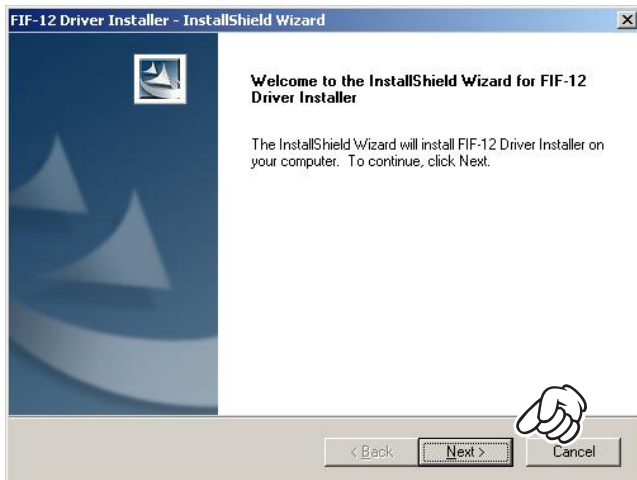 FIF-12 Driver Installer - InstallShield Wizard
Welcome to the InstallShield Wizard for FIF-12
Driver Installer
The InstallShield Wizard will install FIF-12 Driver Installer on
your computer. To continue, click Next.
< Back
Next >
Cancel